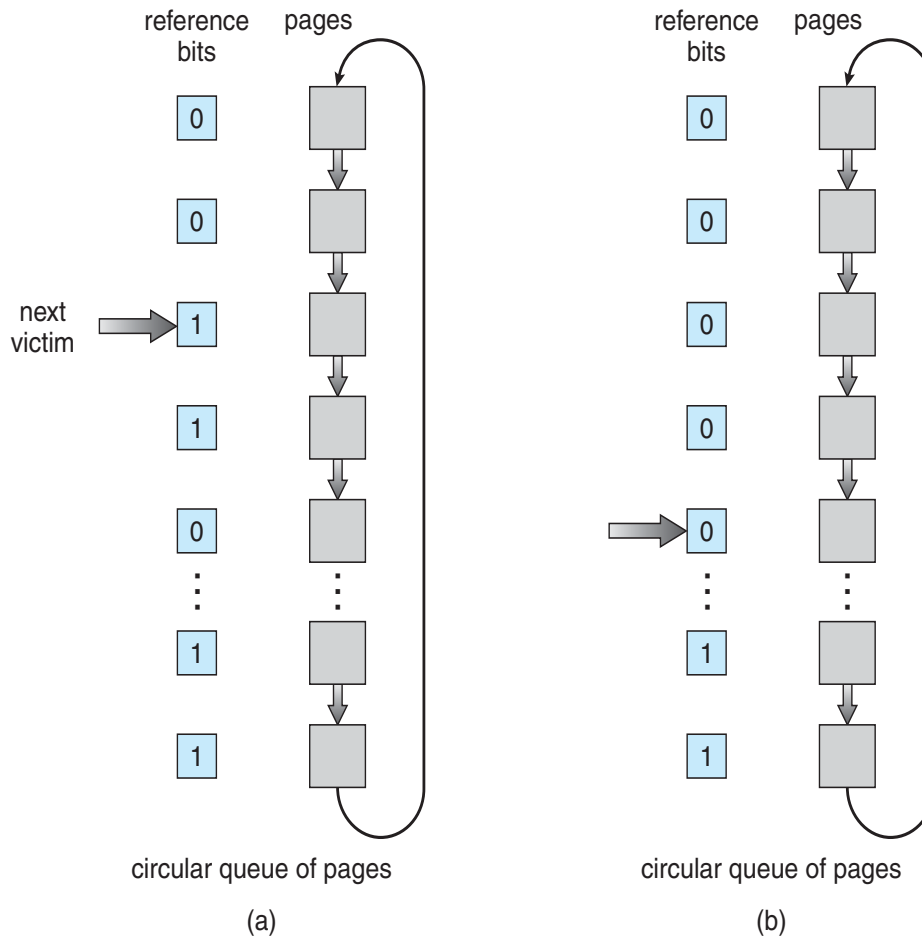 reference
bits
pages
0
0
next
victim
1
1
0
1
1
circular queue of pages
(a)
reference
bits
pages
0
0
0
0
0
1
1
circular queue of pages
(b)